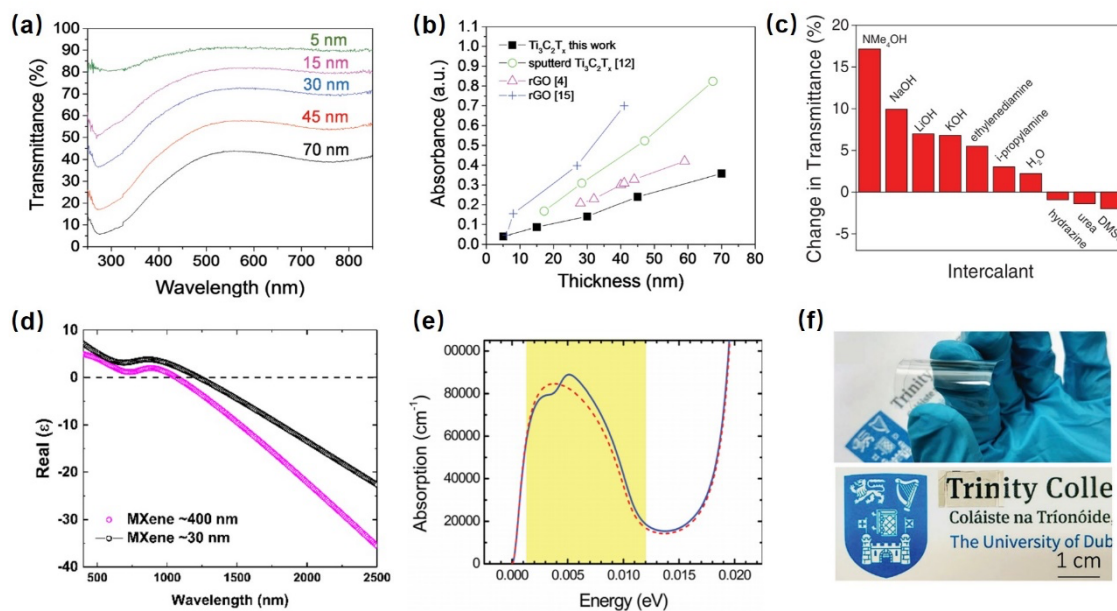 (a)
Transmittance (%)
100
90
80
70
60
50
40
30
20
10
0
5 nm
15 nm
30 nm
45 nm
70 nm
300 400 500 600 700 800
Wavelength (nm)
(b)
Absorbance (a.u.)
1.1
1.0
0.9
0.8
0.7
0.6
0.5
0.4
0.3
0.2
0.1
0.0
Ti₃C₂Tₓ this work
sputterd Ti₃C₂Tₓ [12]
rGO [4]
rGO [15]
0 10 20 30 40 50 60 70 80
Thickness (nm)
(c)
Change in Transmittance (%)
20
15
10
5
0
-5
NMe₄OH
NaOH
LiOH
KOH
ethylenediamine
i-propylamine
H₂O
hydrazine
urea
DMS
Intercalant
(d)
Real (ε)
10
0
-10
-20
-30
-40
MXene ~400 nm
MXene ~30 nm
500 1000 1500 2000 2500
Wavelength (nm)
(e)
Absorption (cm⁻¹)
00000
80000
60000
40000
20000
0.000 0.005 0.010 0.015 0.020
Energy (eV)
(f)
Trinity Colle
Coláiste na Tríonóide,
The University of Dub
1 cm